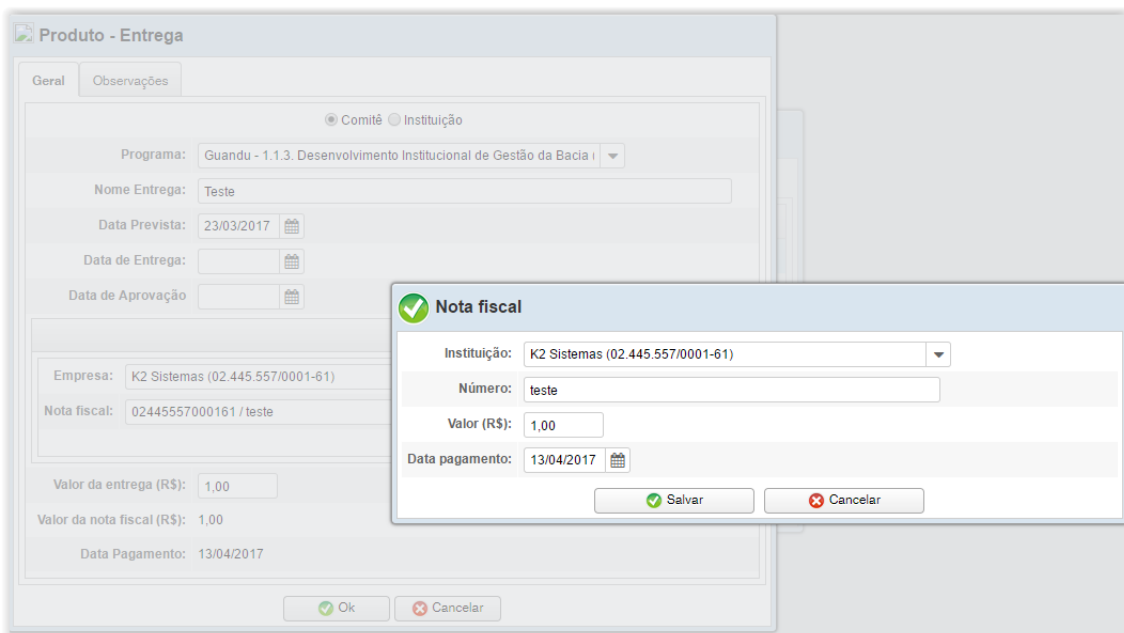 Produto - Entrega
Geral Observações
Comitê Instituição
Programa: Guandu - 1.1.3. Desenvolvimento Institucional de Gestão da Bacia
Nome Entrega: Teste
Data Prevista: 23/03/2017
Data de Entrega:
Data de Aprovação
Nota fiscal
Instituição: K2 Sistemas (02.445.557/0001-61)
Número: teste
Valor (R$): 1,00
Data pagamento: 13/04/2017
Salvar Cancelar
Empresa: K2 Sistemas (02.445.557/0001-61)
Nota fiscal: 02445557000161 / teste
Valor da entrega (R$): 1,00
Valor da nota fiscal (R$): 1,00
Data Pagamento: 13/04/2017
Ok Cancelar